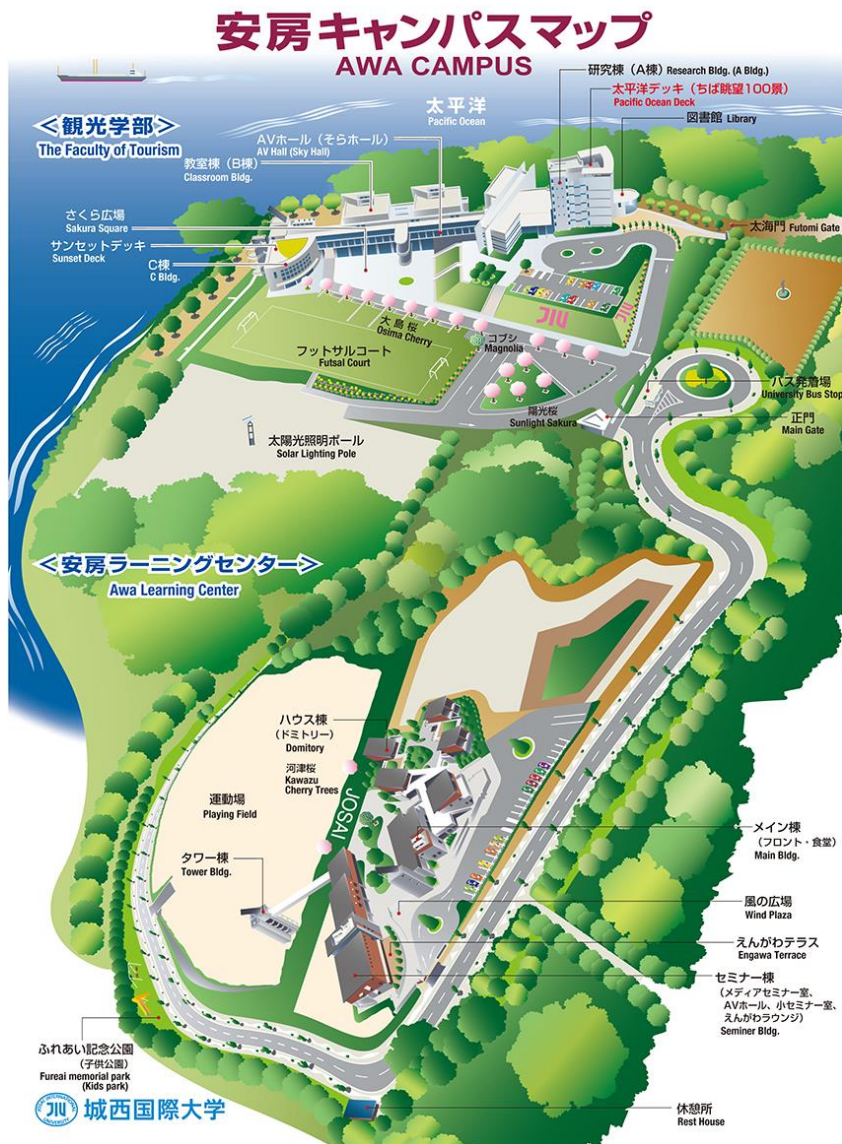 安房キャンパスマップ
AWA CAMPUS
研究棟（A棟）Research Bldg. (A Bldg.)
太平洋デッキ（ちば眺望100景）
Pacific Ocean Deck
図書館 Library
太平洋
Pacific Ocean
＜観光学部＞
The Faculty of Tourism
AVホール（そらホール）
AV Hall (Sky Hall)
教室棟（B棟）
Classroom Bldg.
さくら広場
Sakura Square
サンセットデッキ
Sunset Deck
C棟
C Bldg.
太海門 Futomi Gate
JIU
JIU
大島桜
Osima Cherry
コブシ
Magnolia
フットサルコート
Futsal Court
バス発着場
University Bus Stop
陽光桜
Sunlight Sakura
正門
Main Gate
太陽光照明ポール
Solar Lighting Pole
＜安房ラーニングセンター＞
Awa Learning Center
ハウス棟
（ドミトリー）
Domitory
河津桜
Kawazu
Cherry Trees
JOSAI
運動場
Playing Field
タワー棟
Tower Bldg.
メイン棟
（フロント・食堂）
Main Bldg.
風の広場
Wind Plaza
えんがわテラス
Engawa Terrace
セミナー棟
（メディアセミナー室、
AVホール、小セミナー室、
えんがわラウンジ）
Seminer Bldg.
ふれあい記念公園
（子供公園）
Fureai memorial park
(Kids park)
JIU 城西国際大学
休憩所
Rest House